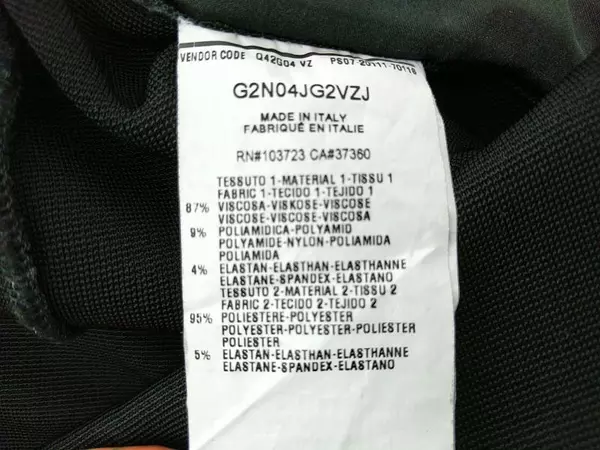 VENDOR CODE Q42G04 VZ PS07-20111-70118
G2N04JG2VZJ
MADE IN ITALY
FABRIQUÉ EN ITALIE
RN#103723 CA#37360
TESSUTO 1-MATERIAL 1-TISSU 1
FABRIC 1-TECIDO 1-TEJIDO 1
87% VISCOSA-VISKOSE-VISCOSE
VISCOSE-VISCOSE-VISCOSA
9% POLIAMIDICA-POLYAMID
POLYAMIDE-NYLON-POLIAMIDA
POLIAMIDA
4% ELASTAN-ELASTHAN-ELASTHANNE
ELASTANE-SPANDEX-ELASTANO
TESSUTO 2-MATERIAL 2-TISSU 2
FABRIC 2-TECIDO 2-TEJIDO 2
95% POLIESTERE-POLYESTER
POLYESTER-POLYESTER-POLIESTER
POLIESTER
5% ELASTAN-ELASTHAN-ELASTHANNE
ELASTANE-SPANDEX-ELASTANO